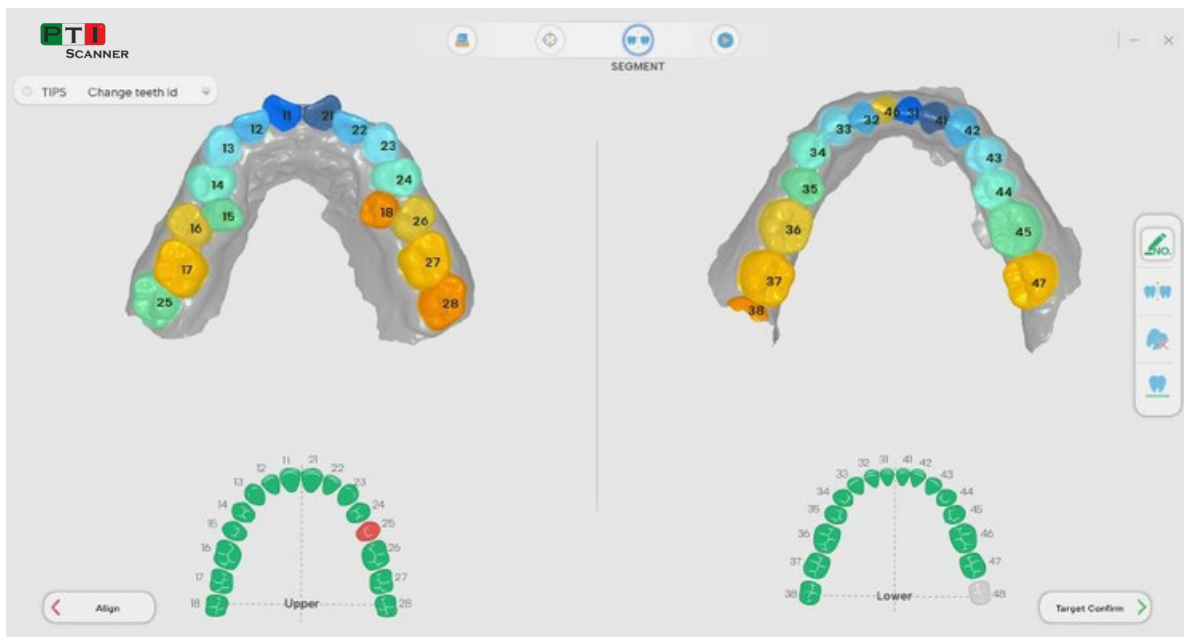 PTI
SCANNER
SEGMENT
TIPS Change teeth id
11 21
12 22
13 23
14 24
15 18 26
16
17 27
25 28
33 32 46 31 41 42
34 43
35 44
36 45
37 47
38
NO.
11 21
12 22
13 23
14 24
15 25
16 26
17 27
18 Upper 28
32 31 41 42
33 43
34 44
35 45
36 46
37 47
38 Lower 48
Align
Target Confirm